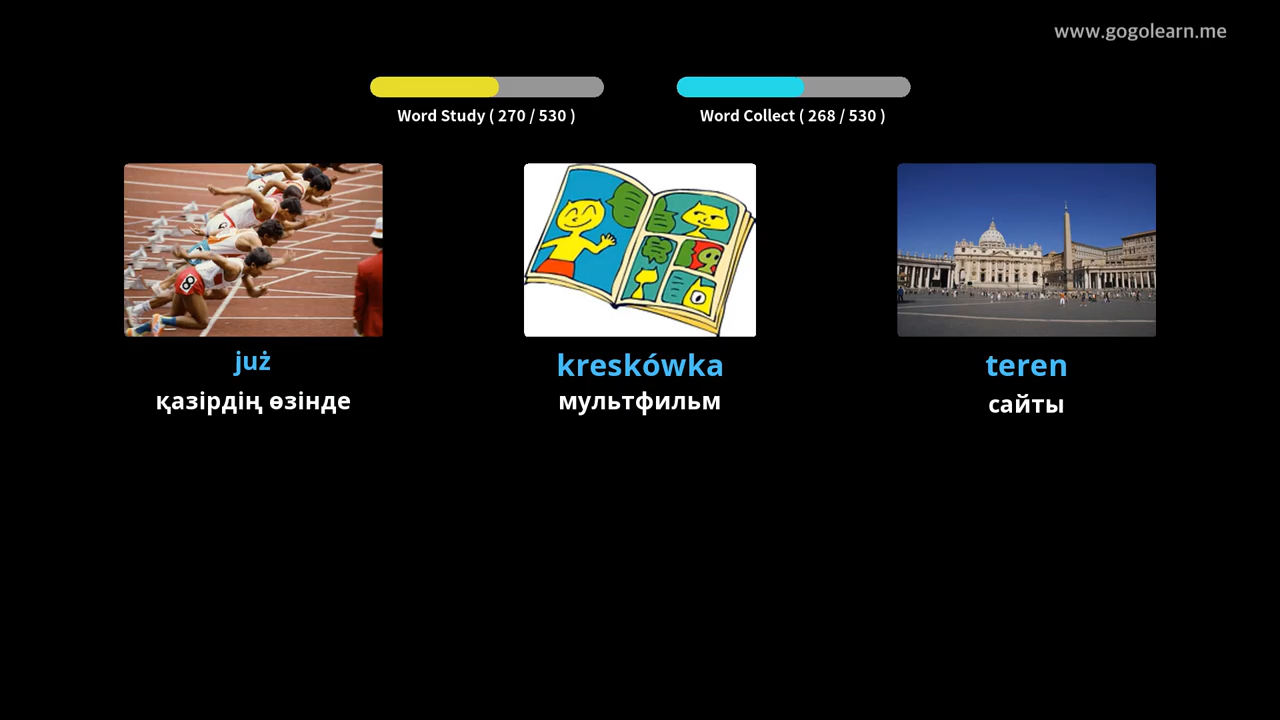 www.gogolearn.me
Word Study ( 270 / 530 )
Word Collect ( 268 / 530 )
już
kreskówka
teren
қазірдің өзінде
мультфильм
сайты